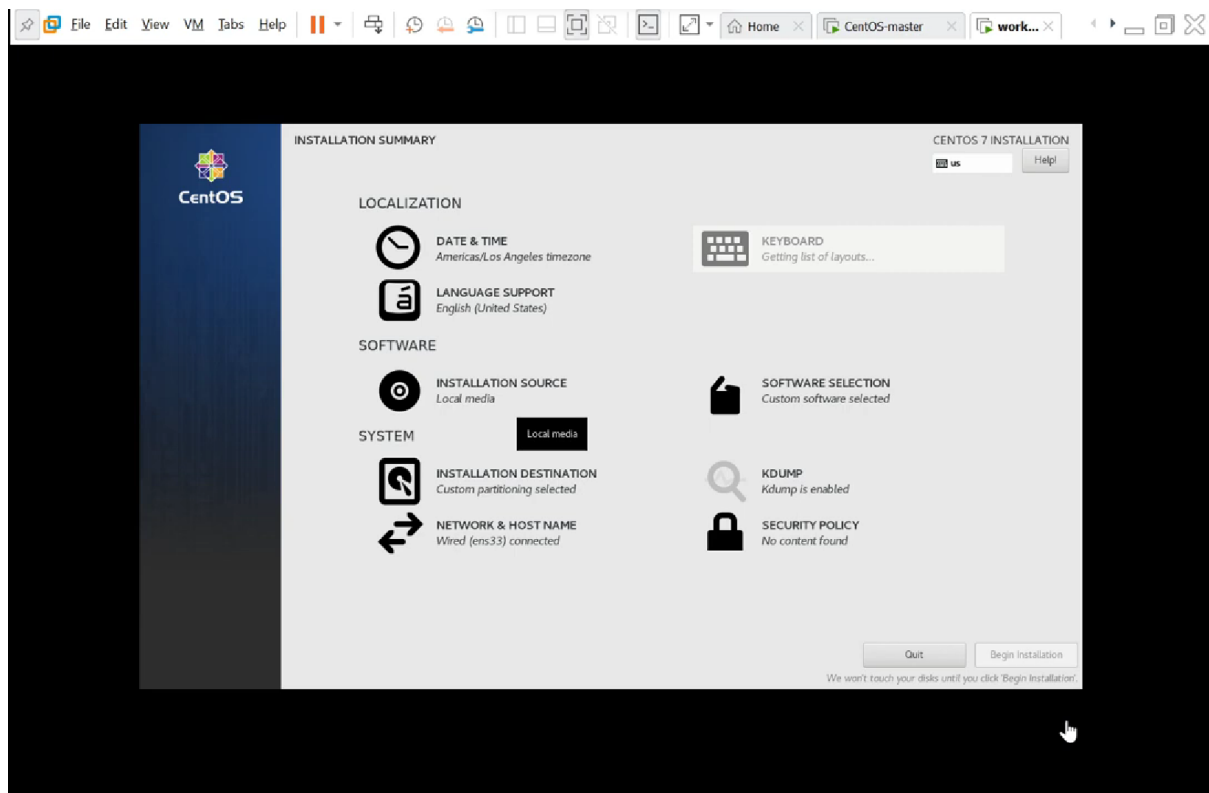 File Edit View VM Tabs Help Home CentOS-master work...
INSTALLATION SUMMARY
CENTOS 7 INSTALLATION
us
Help!
CentOS
LOCALIZATION
DATE & TIME
Americas/Los Angeles timezone
KEYBOARD
Getting list of layouts...
LANGUAGE SUPPORT
English (United States)
SOFTWARE
INSTALLATION SOURCE
Local media
SOFTWARE SELECTION
Custom software selected
SYSTEM
Local media
INSTALLATION DESTINATION
Custom partitioning selected
KDUMP
Kdump is enabled
NETWORK & HOST NAME
Wired (ens33) connected
SECURITY POLICY
No content found
Quit
Begin Installation
We won't touch your disks until you click 'Begin Installation'.